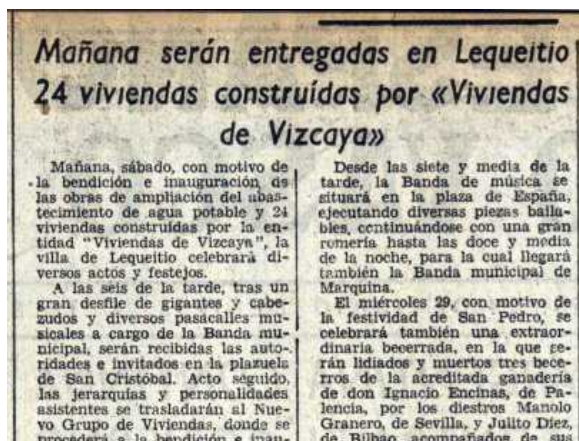 Mañana serán entregadas en Lequeitio
24 viviendas construídas por «Viviendas
de Vizcaya»
Mañana, sábado, con motivo de
la bendición e inauguración de
las obras de ampliación del abas-
tecimiento de agua potable y 24
viviendas construidas por la en-
tidad "Viviendas de Vizcaya", la
villa de Lequeitio celebrará di-
versos actos y festejos.
A las seis de la tarde, tras un
gran desfile de gigantes y cabe-
zudos y diversos pasacalles mu-
sicales a cargo de la Banda mu-
nicipal, serán recibidas las auto-
ridades e invitados en la plazuela
de San Cristóbal. Acto seguido,
las jerarquías y personalidades
asistentes se trasladarán al Nue-
vo Grupo de Viviendas, donde se
procederá a la bendición e inau-
Desde las siete y media de la
tarde, la Banda de música se
situará en la plaza de España,
ejecutando diversas piezas baila-
bles, continuándose con una gran
romería hasta las doce y media
de la noche, para la cual llegará
también la Banda municipal de
Marquina.
El miércoles 29, con motivo de
la festividad de San Pedro, se
celebrará también una extraor-
dinaria becerrada, en la que se-
rán lidiados y muertos tres bece-
rros de la acreditada ganadería
de don Ignacio Encinas, de Pa-
lencia, por los diestros Manolo
Granero, de Sevilla, y Julito Díez,
de Bilbao, acompañados de sus